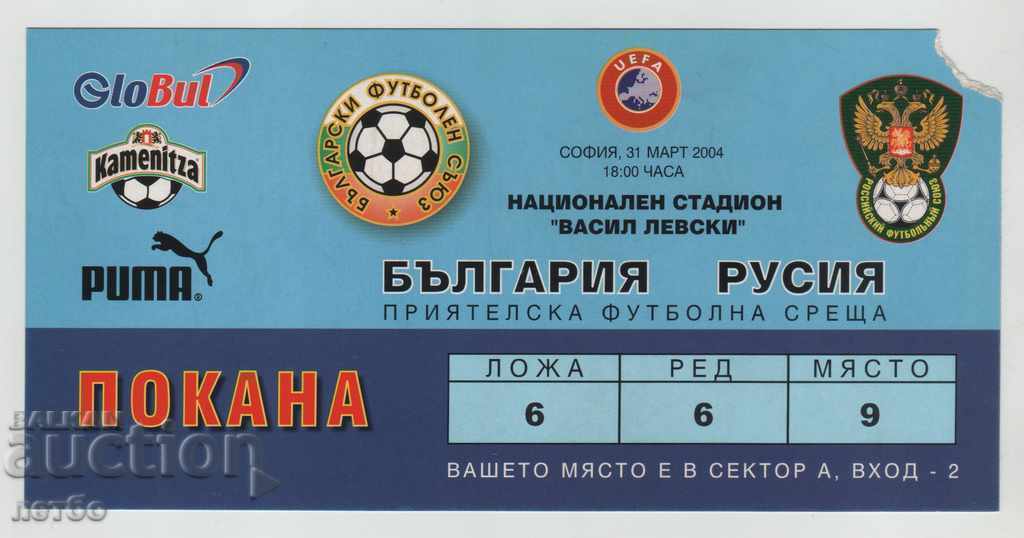 GloBul
Kamenitza
PUMA
БЪЛГАРСКИ ФУТБОЛЕН СЪЮЗ
UEFA
СОФИЯ, 31 МАРТ 2004
18:00 ЧАСА
НАЦИОНАЛЕН СТАДИОН
"ВАСИЛ ЛЕВСКИ"
РОССИЙСКИЙ ФУТБОЛЬНЫЙ СОЮЗ
БЪЛГАРИЯ РУСИЯ
ПРИЯТЕЛСКА ФУТБОЛНА СРЕЩА
ПОКАНА
ЛОЖА РЕД МЯСТО
6 6 9
ВАШЕТО МЯСТО Е В СЕКТОР А, ВХОД - 2
БАЛКАН
auction
летбо